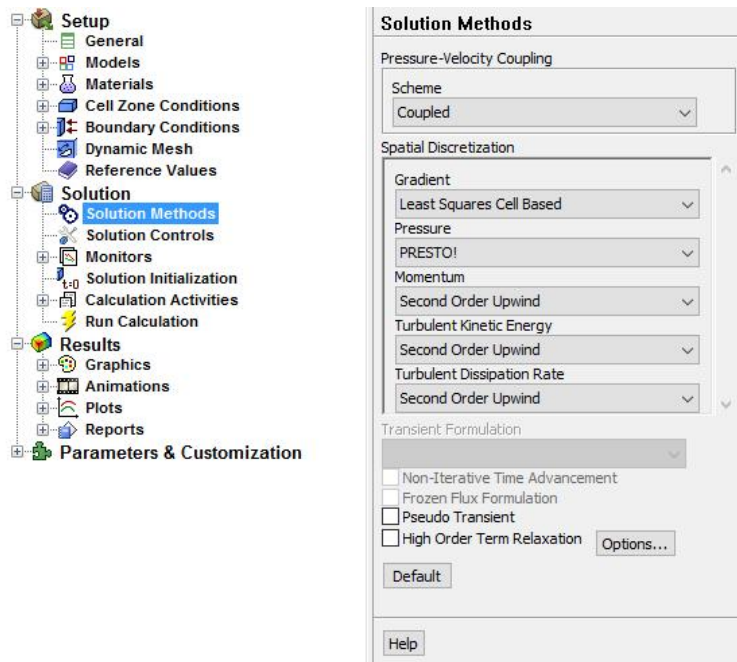 Setup
General
Models
Materials
Cell Zone Conditions
Boundary Conditions
Dynamic Mesh
Reference Values
Solution
Solution Methods
Solution Controls
Monitors
t=0 Solution Initialization
Calculation Activities
Run Calculation
Results
Graphics
Animations
Plots
Reports
Parameters & Customization
Solution Methods
Pressure-Velocity Coupling
Scheme
Coupled
Spatial Discretization
Gradient
Least Squares Cell Based
Pressure
PRESTO!
Momentum
Second Order Upwind
Turbulent Kinetic Energy
Second Order Upwind
Turbulent Dissipation Rate
Second Order Upwind
Transient Formulation
Non-Iterative Time Advancement
Frozen Flux Formulation
Pseudo Transient
High Order Term Relaxation Options...
Default
Help